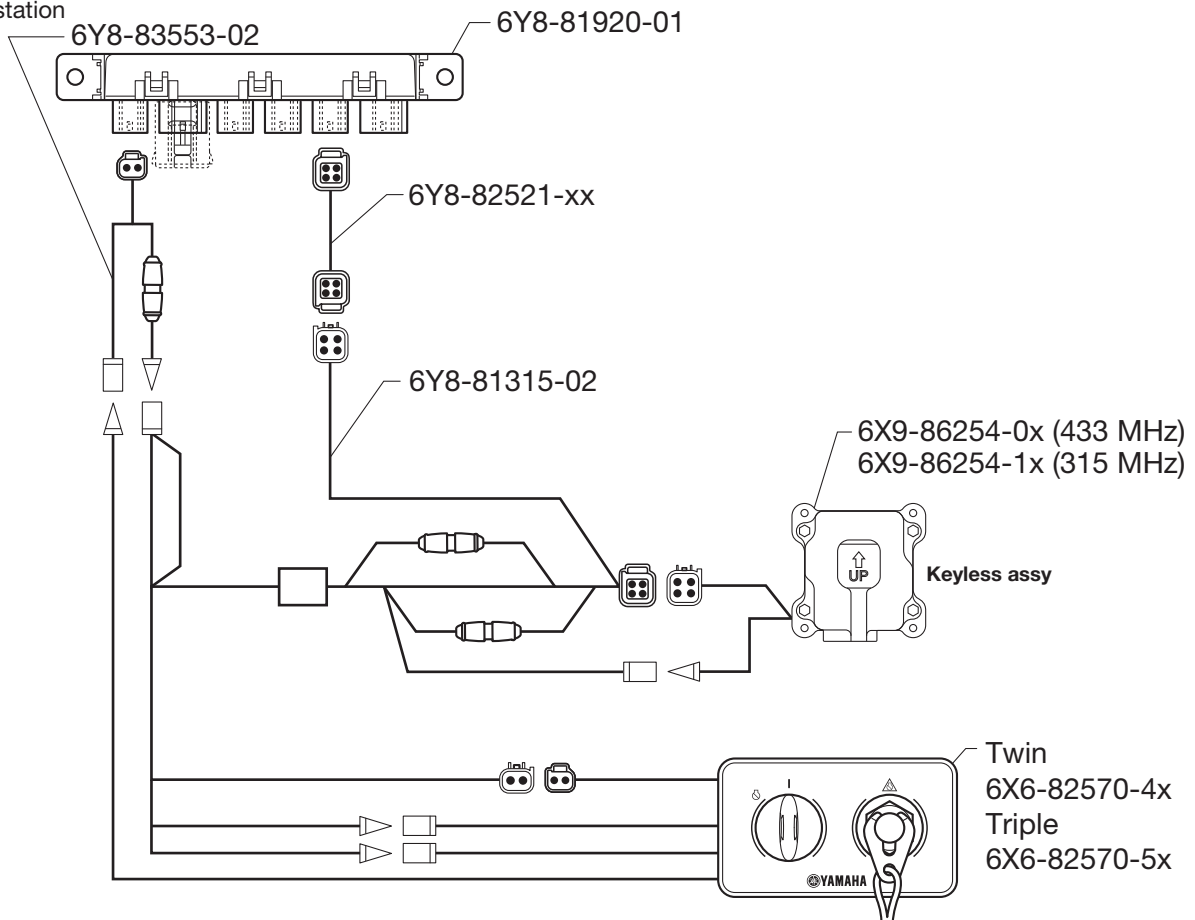 station
6Y8-83553-02
6Y8-81920-01
6Y8-82521-xx
6Y8-81315-02
6X9-86254-0x (433 MHz)
6X9-86254-1x (315 MHz)
UP
Keyless assy
Twin
6X6-82570-4x
Triple
6X6-82570-5x
YAMAHA